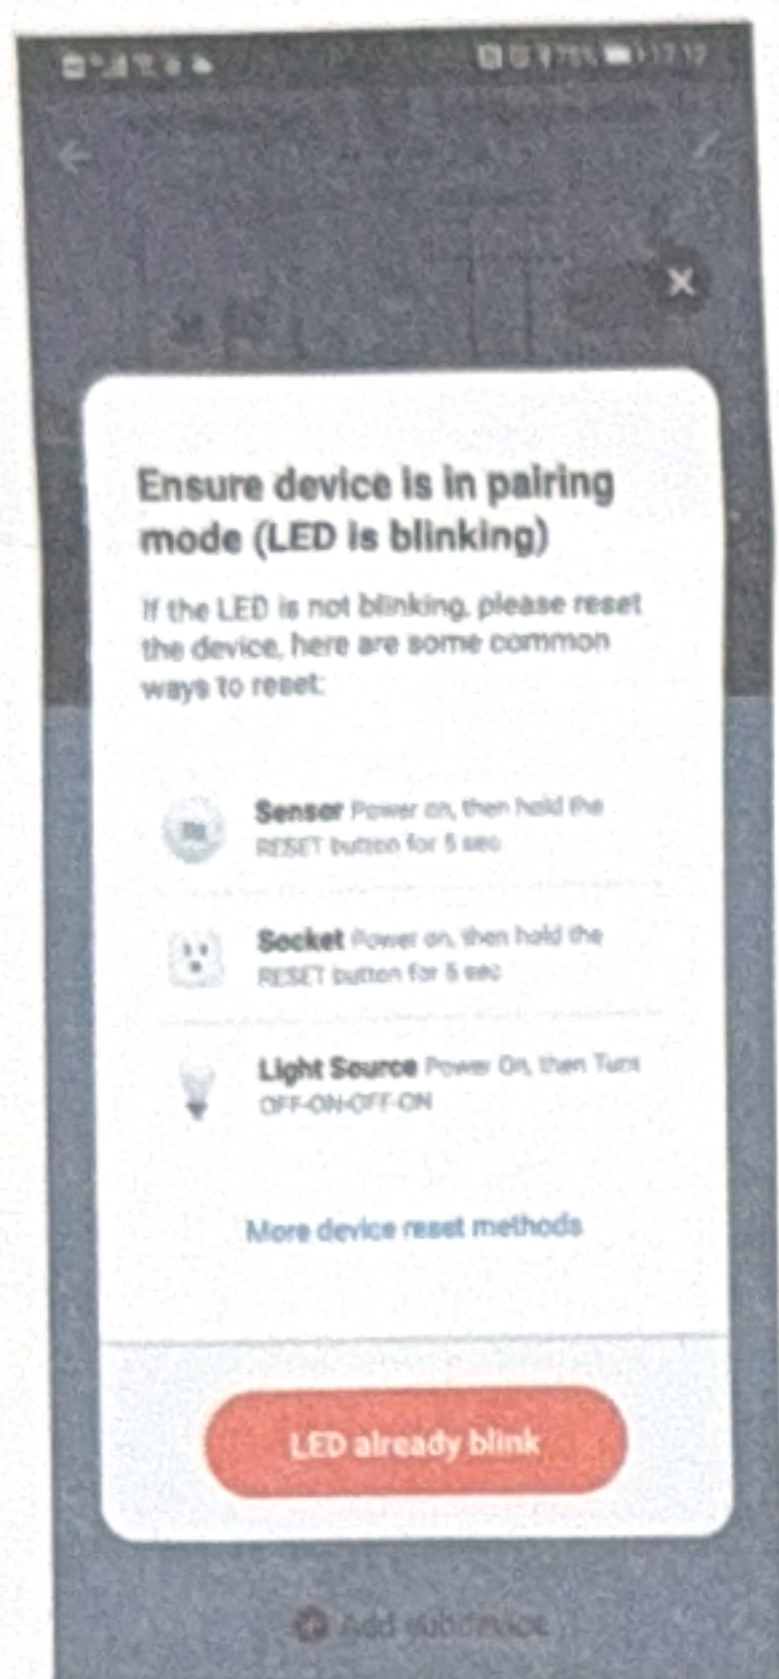 Ensure device is in pairing
mode (LED is blinking)
If the LED is not blinking, please reset
the device, here are some common
ways to reset:
Sensor Power on, then hold the
RESET button for 5 sec
Socket Power on, then hold the
RESET button for 5 sec
Light Source Power On, then Turn
OFF-ON-OFF-ON
More device reset methods
LED already blink
Add subdevice